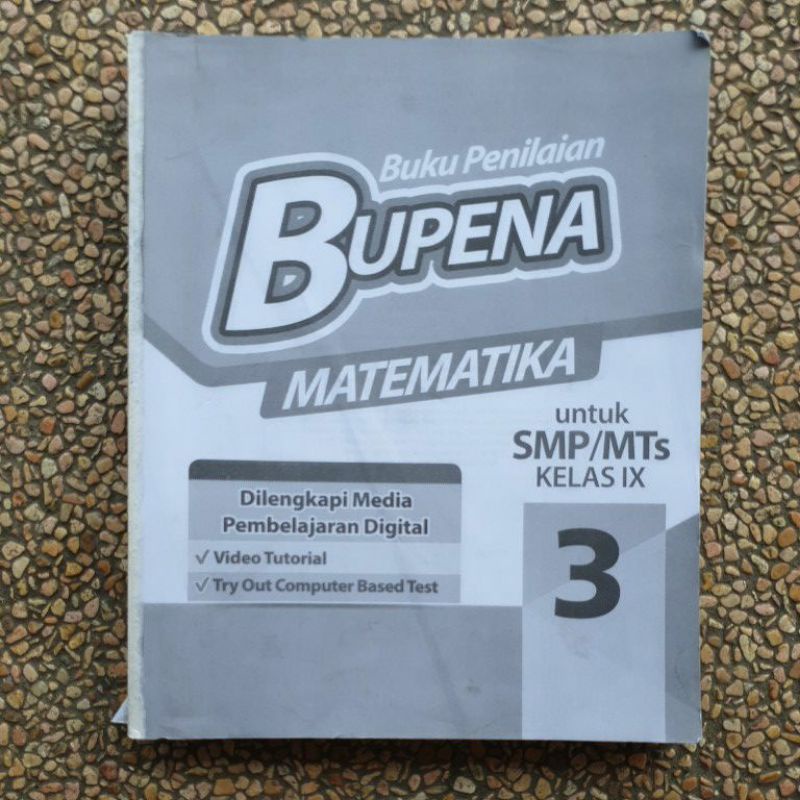 Buku Penilaian
BUPENA
MATEMATIKA
untuk
SMP/MTs
KELAS IX
3
Dilengkapi Media
Pembelajaran Digital
√ Video Tutorial
√ Try Out Computer Based Test